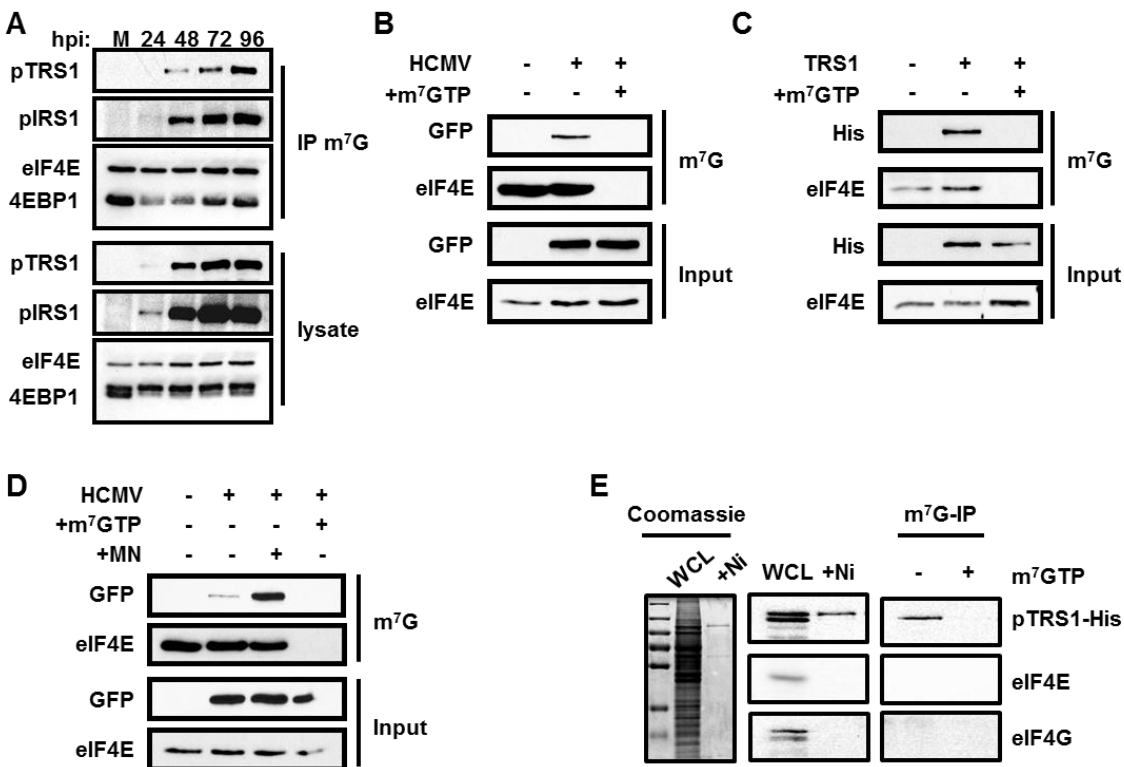 A
hpi: M 24 48 72 96
pTRS1
pIRS1
eIF4E
4EBP1
IP m⁷G
pTRS1
pIRS1
eIF4E
4EBP1
lysate
B
HCMV - + +
+m⁷GTP - - +
GFP
eIF4E
m⁷G
GFP
eIF4E
Input
C
TRS1 - + +
+m⁷GTP - - +
His
eIF4E
m⁷G
His
eIF4E
Input
D
HCMV - + + +
+m⁷GTP - - - +
+MN - - + -
GFP
eIF4E
m⁷G
GFP
eIF4E
Input
E
Coomassie
WCL +Ni
WCL +Ni
m⁷G-IP
- + m⁷GTP
pTRS1-His
eIF4E
eIF4G